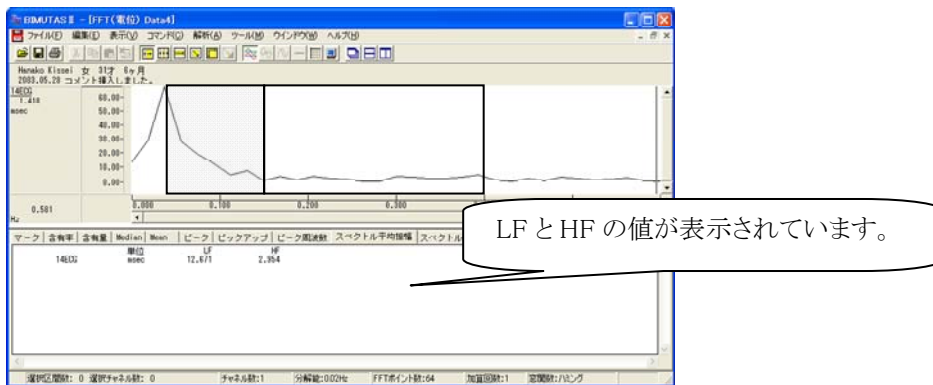 BIMUTASⅡ - [FFT(電位) Data4]
ファイル(F) 編集(E) 表示(V) コマンド(C) 解析(A) ツール(M) ウインドウ(W) ヘルプ(H)
Hanako Kissei 女 31才 6ヶ月
2003.05.28 コメント挿入しました。
14ECG
1.418
msec
60.00
50.00
40.00
30.00
20.00
10.00
0.00
0.581
Hz
0.000 0.100 0.200 0.300
LFとHFの値が表示されています。
マーク 含有率 含有量 Median Mean ピーク ピックアップ ピーク周波数 スペクトル平均振幅 スペクトル
単位 LF HF
14ECG msec 12.671 2.954
選択区間数: 0 選択チャネル数: 0 チャネル数:1 分解能:0.02Hz FFTポイント数:64 加算回数:1 窓関数:ハミング